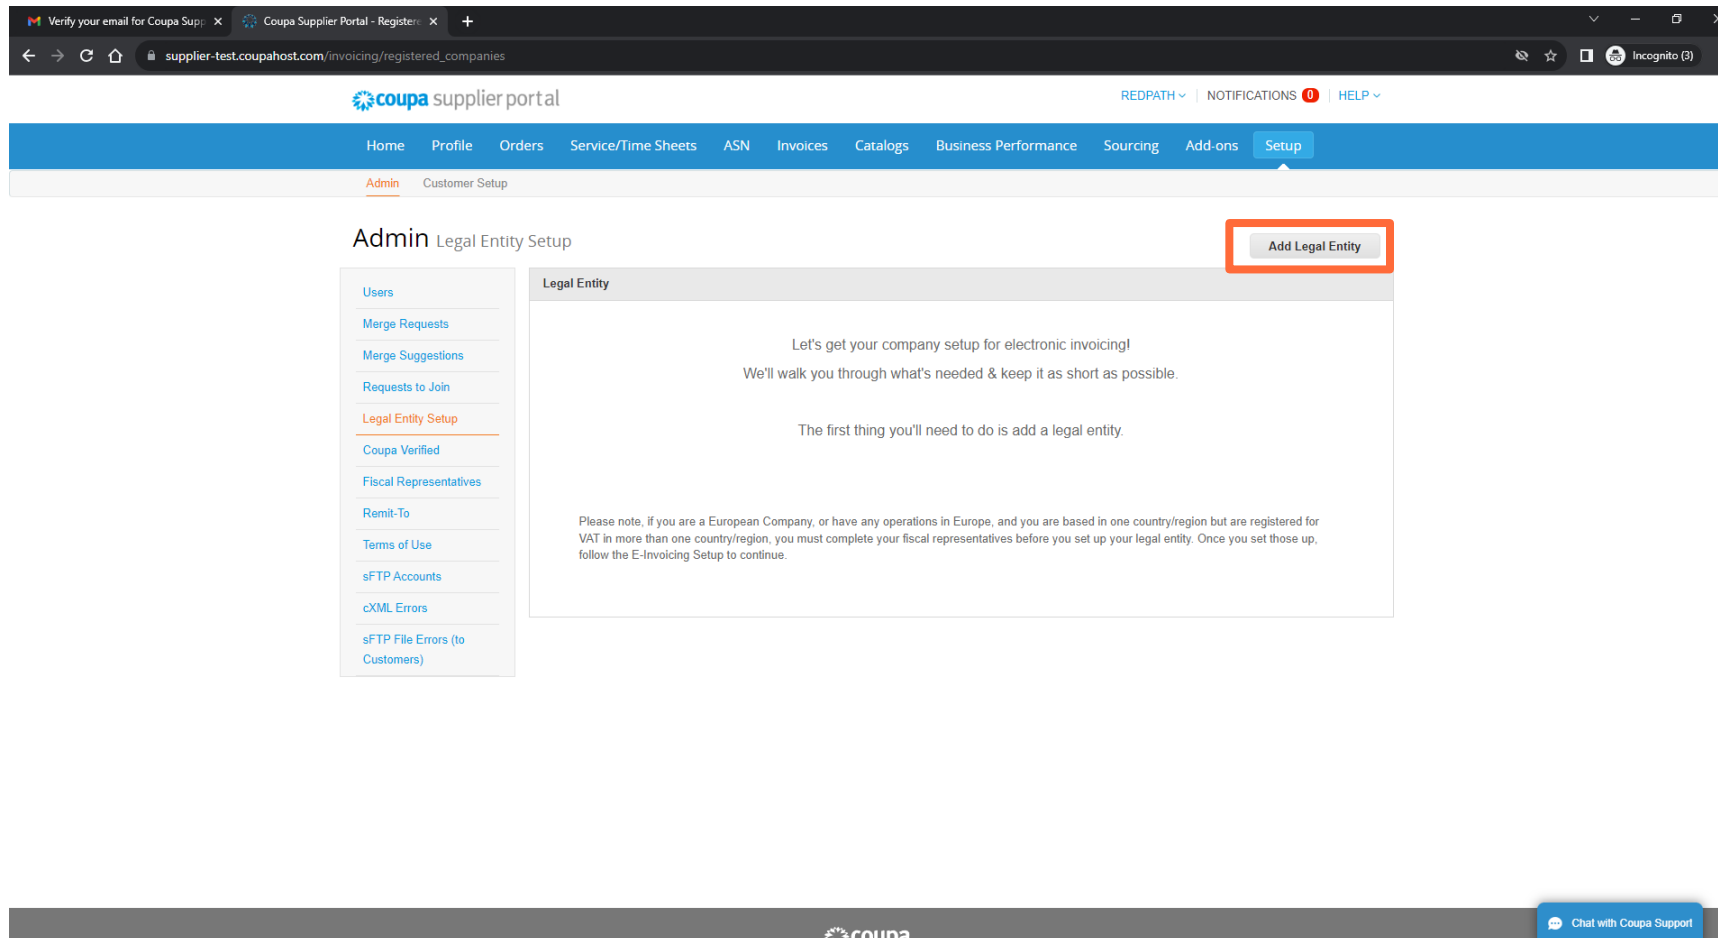 Verify your email for Coupa Supp
Coupa Supplier Portal - Registere
supplier-test.coupahost.com/invoicing/registered_companies
Incognito (3)
coupa supplier portal
REDPATH
NOTIFICATIONS 0
HELP
Home Profile Orders Service/Time Sheets ASN Invoices Catalogs Business Performance Sourcing Add-ons Setup
Admin Customer Setup
Admin Legal Entity Setup
Add Legal Entity
Users
Merge Requests
Merge Suggestions
Requests to Join
Legal Entity Setup
Coupa Verified
Fiscal Representatives
Remit-To
Terms of Use
sFTP Accounts
cXML Errors
sFTP File Errors (to
Customers)
Legal Entity
Let's get your company setup for electronic invoicing!
We'll walk you through what's needed & keep it as short as possible.
The first thing you'll need to do is add a legal entity.
Please note, if you are a European Company, or have any operations in Europe, and you are based in one country/region but are registered for
VAT in more than one country/region, you must complete your fiscal representatives before you set up your legal entity. Once you set those up,
follow the E-Invoicing Setup to continue.
coupa
Chat with Coupa Support